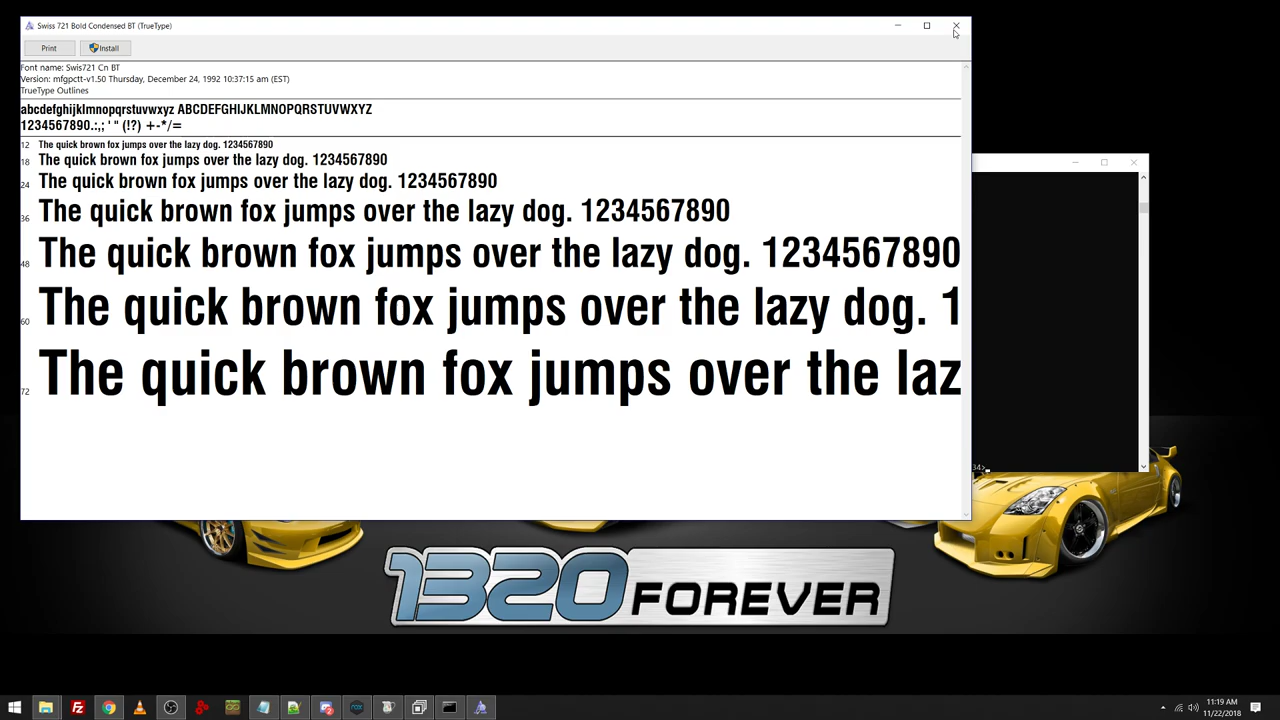 Swiss 721 Bold Condensed BT (TrueType)
Print
Install
Font name: Swis721 Cn BT
Version: mfgpctt-v1.50 Thursday, December 24, 1992 10:37:15 am (EST)
TrueType Outlines
abcdefghijklmnopqrstuvwxyz ABCDEFGHIJKLMNOPQRSTUVWXYZ
1234567890.:,; ' " (!?) +-*/=
12 The quick brown fox jumps over the lazy dog. 1234567890
18 The quick brown fox jumps over the lazy dog. 1234567890
24 The quick brown fox jumps over the lazy dog. 1234567890
36 The quick brown fox jumps over the lazy dog. 1234567890
48 The quick brown fox jumps over the lazy dog. 1234567890
60 The quick brown fox jumps over the lazy dog. 1
72 The quick brown fox jumps over the laz
34>
1320 FOREVER
11:19 AM
11/22/2018